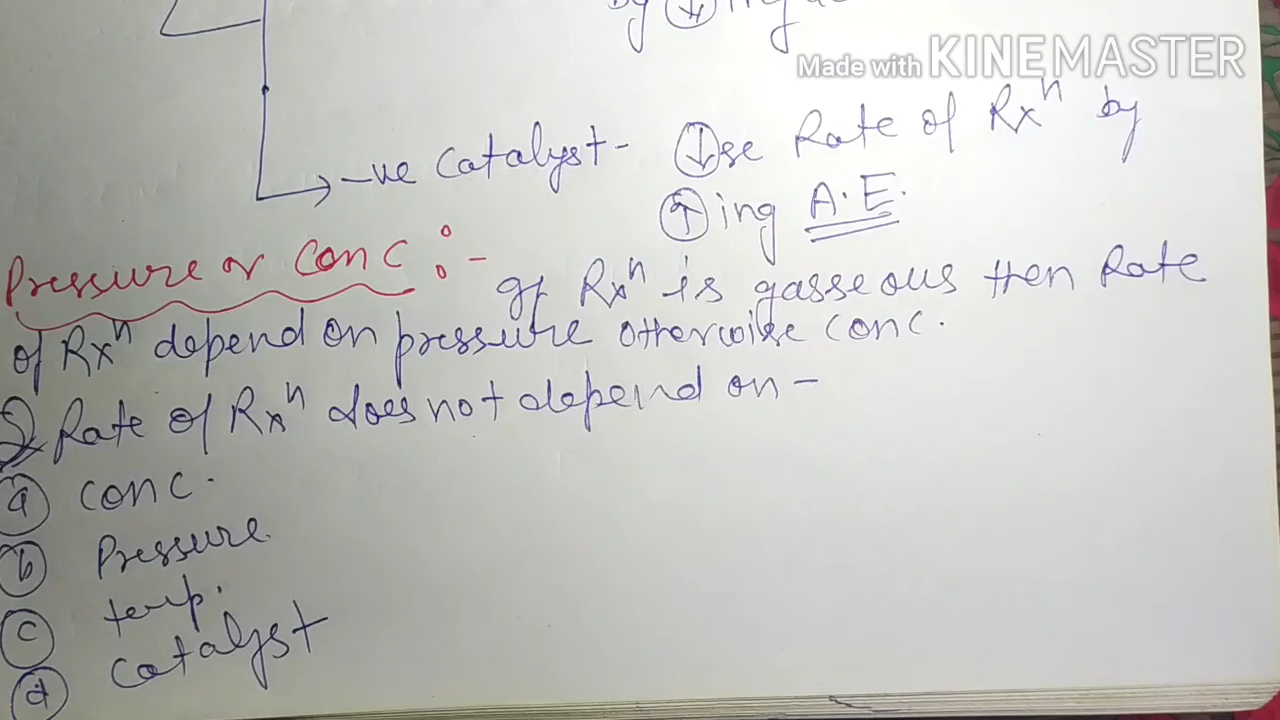 by ↓ing
Made with KINEMASTER
-ve catalyst- ↓se Rate of Rxⁿ by
↑ing A.E.
Pressure or conc :- If Rxⁿ is gasseous then Rate
of Rxⁿ depend on pressure otherwise conc.
Q Rate of Rxⁿ does not depend on-
a conc.
b Pressure.
c temp.
d catalyst